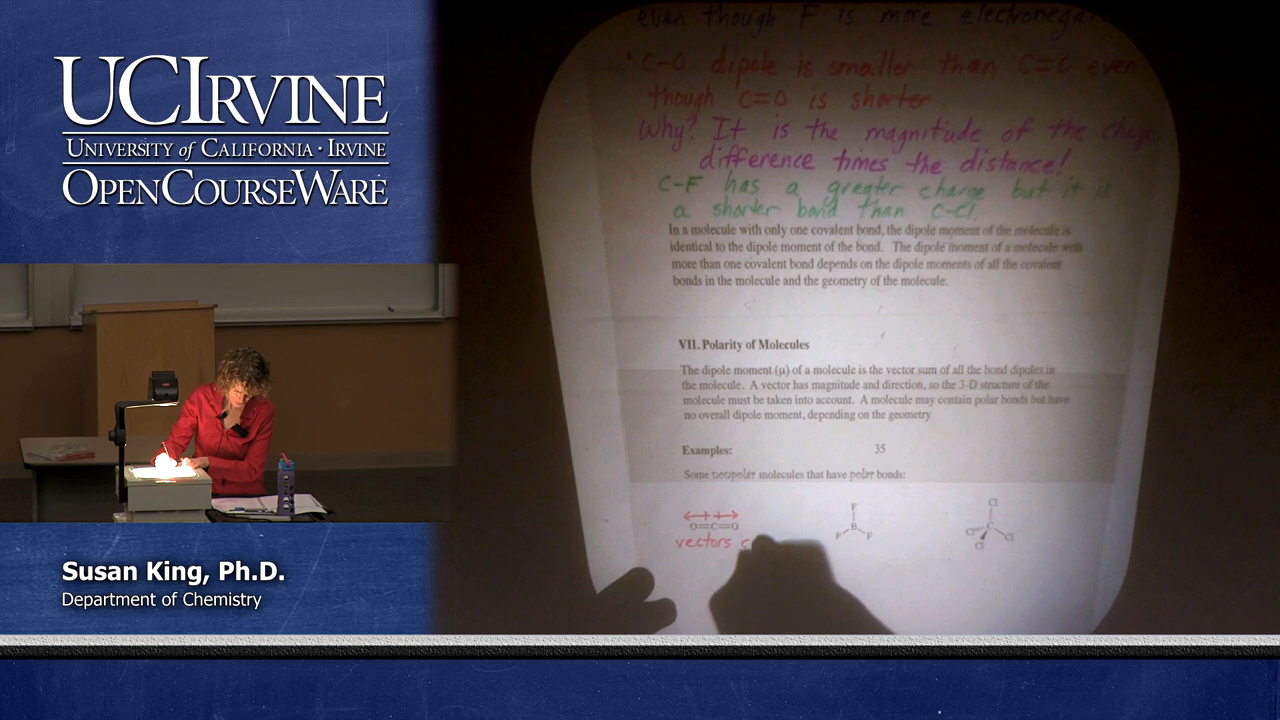 UCIRVINE
UNIVERSITY of CALIFORNIA · IRVINE
OPENCOURSEWARE
Susan King, Ph.D.
Department of Chemistry
even though F is more electronegat
• C-O dipole is smaller than C=O even
though C=O is shorter
Why? It is the magnitude of the charge
difference times the distance!
C-F has a greater charge but it is
a shorter bond than C-Cl.
In a molecule with only one covalent bond, the dipole moment of the molecule is
identical to the dipole moment of the bond. The dipole moment of a molecule with
more than one covalent bond depends on the dipole moments of all the covalent
bonds in the molecule and the geometry of the molecule.
VII. Polarity of Molecules
The dipole moment (μ) of a molecule is the vector sum of all the bond dipoles in
the molecule. A vector has magnitude and direction, so the 3-D structure of the
molecule must be taken into account. A molecule may contain polar bonds but have
no overall dipole moment, depending on the geometry
Examples:
35
Some nonpolar molecules that have polar bonds:
O=C=O
vectors c
F
B
F F
Cl
Cl C Cl
Cl